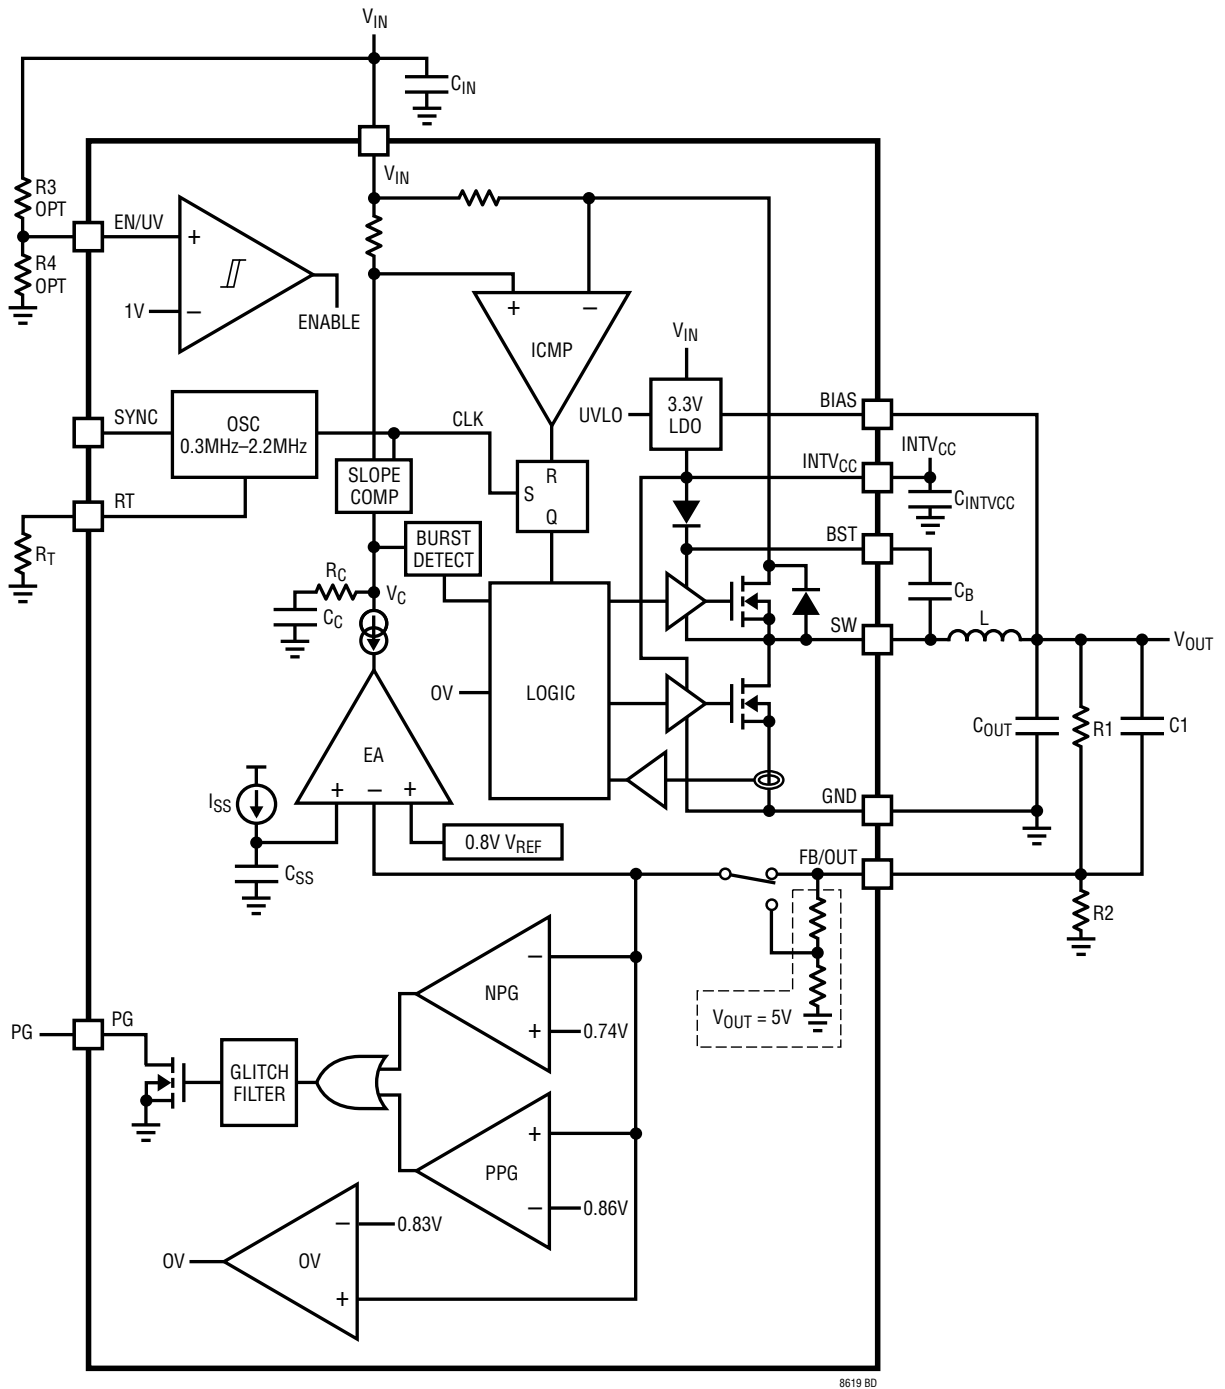 VIN
CIN
VIN
R3
OPT
EN/UV
+
R4
OPT
1V
–
ENABLE
+
–
ICMP
VIN
UVLO
3.3V
LDO
BIAS
SYNC
OSC
0.3MHz–2.2MHz
CLK
INTVCC
INTVCC
CINTVCC
SLOPE
COMP
R
S
Q
RT
RT
BURST
DETECT
BST
CB
RC
VC
CC
SW
L
VOUT
OV
LOGIC
COUT
R1
C1
EA
+
–
+
ISS
0.8V VREF
GND
CSS
FB/OUT
R2
–
NPG
+
0.74V
VOUT = 5V
PG
PG
GLITCH
FILTER
+
PPG
–
0.86V
–
0.83V
OV
OV
+
8619 BD